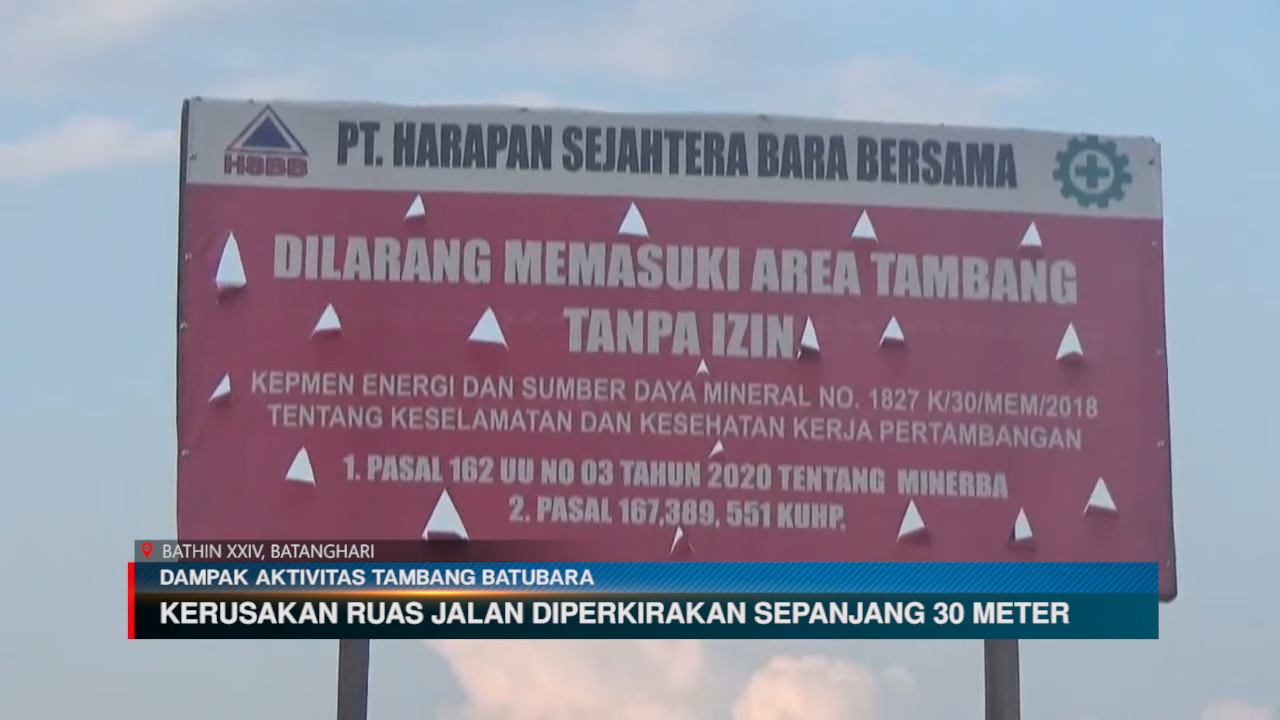 HSBB
PT. HARAPAN SEJAHTERA BARA BERSAMA
DILARANG MEMASUKI AREA TAMBANG
TANPA IZIN
KEPMEN ENERGI DAN SUMBER DAYA MINERAL NO. 1827 K/30/MEM/2018
TENTANG KESELAMATAN DAN KESEHATAN KERJA PERTAMBANGAN
1. PASAL 162 UU NO 03 TAHUN 2020 TENTANG MINERBA
2. PASAL 167,389, 551 KUHP.
BATHIN XXIV, BATANGHARI
DAMPAK AKTIVITAS TAMBANG BATUBARA
KERUSAKAN RUAS JALAN DIPERKIRAKAN SEPANJANG 30 METER